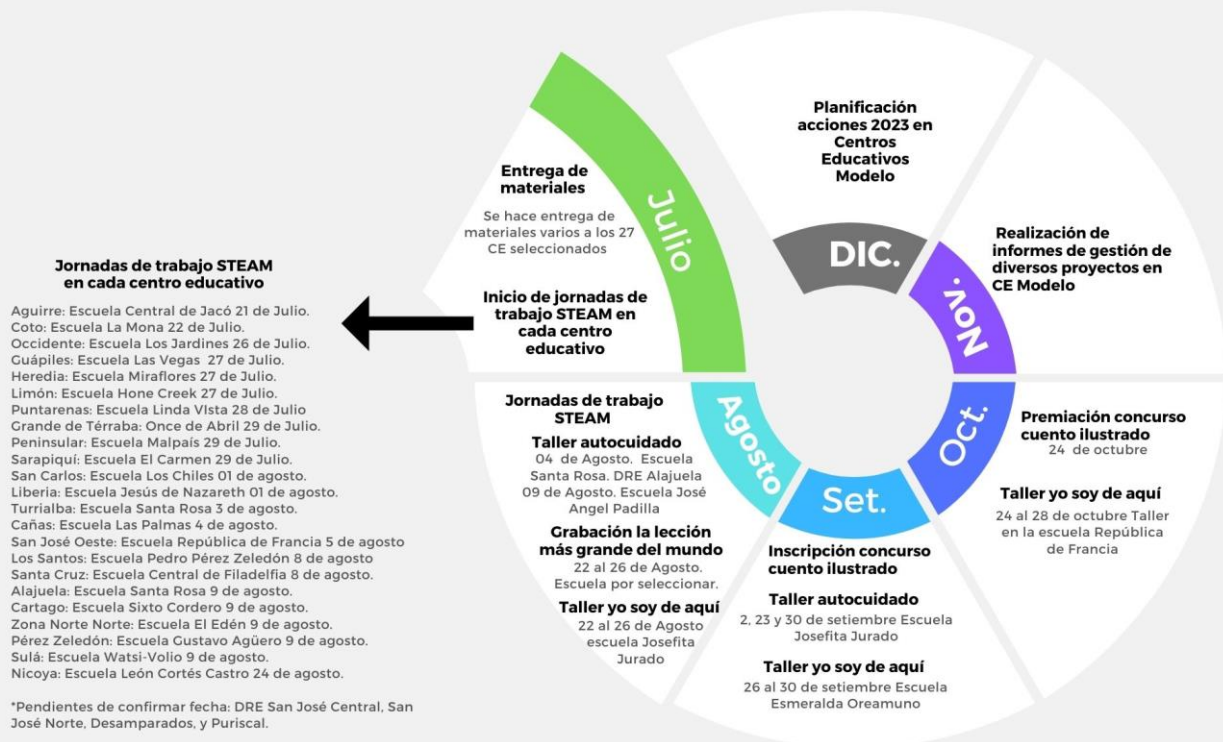 Jornadas de trabajo STEAM
en cada centro educativo
Aguirre: Escuela Central de Jacó 21 de Julio.
Coto: Escuela La Mona 22 de Julio.
Occidente: Escuela Los Jardines 26 de Julio.
Guápiles: Escuela Las Vegas 27 de Julio.
Heredia: Escuela Miraflores 27 de Julio.
Limón: Escuela Hone Creek 27 de Julio.
Puntarenas: Escuela Linda VIsta 28 de Julio
Grande de Térraba: Once de Abril 29 de Julio.
Peninsular: Escuela Malpaís 29 de Julio.
Sarapiquí: Escuela El Carmen 29 de Julio.
San Carlos: Escuela Los Chiles 01 de agosto.
Liberia: Escuela Jesús de Nazareth 01 de agosto.
Turrialba: Escuela Santa Rosa 3 de agosto.
Cañas: Escuela Las Palmas 4 de agosto.
San José Oeste: Escuela República de Francia 5 de agosto
Los Santos: Escuela Pedro Pérez Zeledón 8 de agosto
Santa Cruz: Escuela Central de Filadelfia 8 de agosto.
Alajuela: Escuela Santa Rosa 9 de agosto.
Cartago: Escuela Sixto Cordero 9 de agosto.
Zona Norte Norte: Escuela El Edén 9 de agosto.
Pérez Zeledón: Escuela Gustavo Agüero 9 de agosto.
Sulá: Escuela Watsi-Volio 9 de agosto.
Nicoya: Escuela León Cortés Castro 24 de agosto.
*Pendientes de confirmar fecha: DRE San José Central, San
José Norte, Desamparados, y Puriscal.
Julio
Entrega de
materiales
Se hace entrega de
materiales varios a los 27
CE seleccionados
Inicio de jornadas de
trabajo STEAM en
cada centro
educativo
Agosto
Jornadas de trabajo
STEAM
Taller autocuidado
04 de Agosto. Escuela
Santa Rosa. DRE Alajuela
09 de Agosto. Escuela José
Angel Padilla
Grabación la lección
más grande del mundo
22 al 26 de Agosto.
Escuela por seleccionar.
Taller yo soy de aquí
22 al 26 de Agosto
escuela Josefita
Jurado
Set.
Inscripción concurso
cuento ilustrado
Taller autocuidado
2, 23 y 30 de setiembre Escuela
Josefita Jurado
Taller yo soy de aquí
26 al 30 de setiembre Escuela
Esmeralda Oreamuno
Oct.
Premiación concurso
cuento ilustrado
24 de octubre
Taller yo soy de aquí
24 al 28 de octubre Taller
en la escuela República
de Francia
Nov.
Realización de
informes de gestión de
diversos proyectos en
CE Modelo
DIC.
Planificación
acciones 2023 en
Centros
Educativos
Modelo